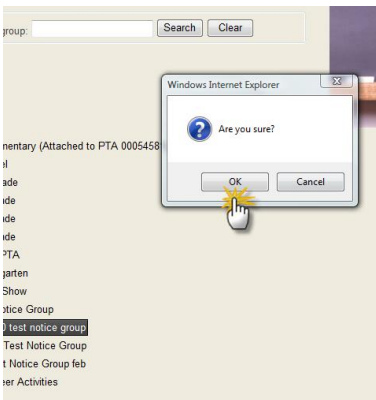 group: Search Clear
Windows Internet Explorer
Are you sure?
OK Cancel
mentary (Attached to PTA 0005458
el
ade
ade
ade
ade
PTA
garten
Show
otice Group
0 test notice group
Test Notice Group
t Notice Group feb
eer Activities